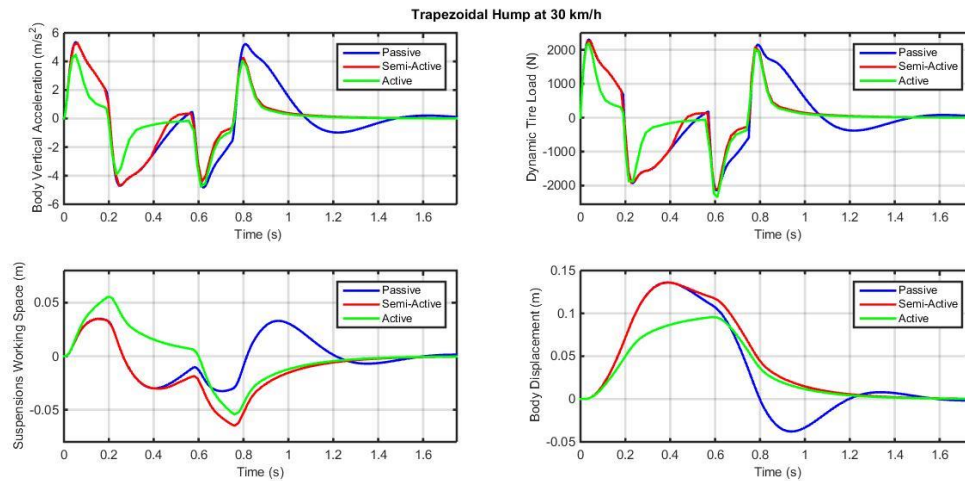 Trapezoidal Hump at 30 km/h
Body Vertical Acceleration (m/s²)
6
4
2
0
-2
-4
-6
0 0.2 0.4 0.6 0.8 1 1.2 1.4 1.6
Time (s)
Passive
Semi-Active
Active
Dynamic Tire Load (N)
2000
1000
0
-1000
-2000
0 0.2 0.4 0.6 0.8 1 1.2 1.4 1.6
Time (s)
Passive
Semi-Active
Active
Suspensions Working Space (m)
0.05
0
-0.05
0 0.2 0.4 0.6 0.8 1 1.2 1.4 1.6
Time (s)
Passive
Semi-Active
Active
Body Displacement (m)
0.15
0.1
0.05
0
-0.05
0 0.2 0.4 0.6 0.8 1 1.2 1.4 1.6
Time (s)
Passive
Semi-Active
Active